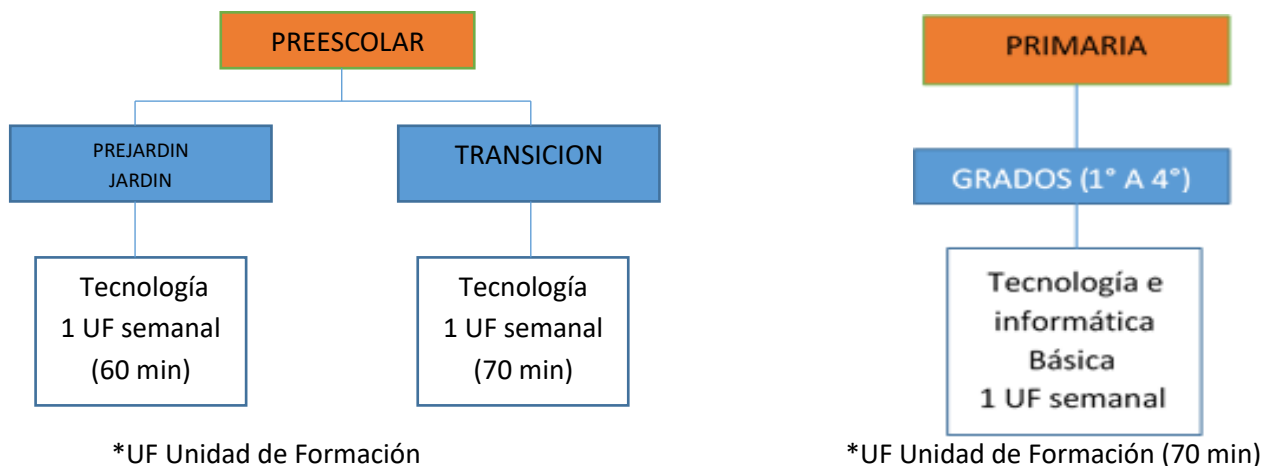 PREESCOLAR
PREJARDIN
JARDIN
TRANSICION
Tecnología
1 UF semanal
(60 min)
Tecnología
1 UF semanal
(70 min)
*UF Unidad de Formación
PRIMARIA
GRADOS (1° A 4°)
Tecnología e
informática
Básica
1 UF semanal
*UF Unidad de Formación (70 min)